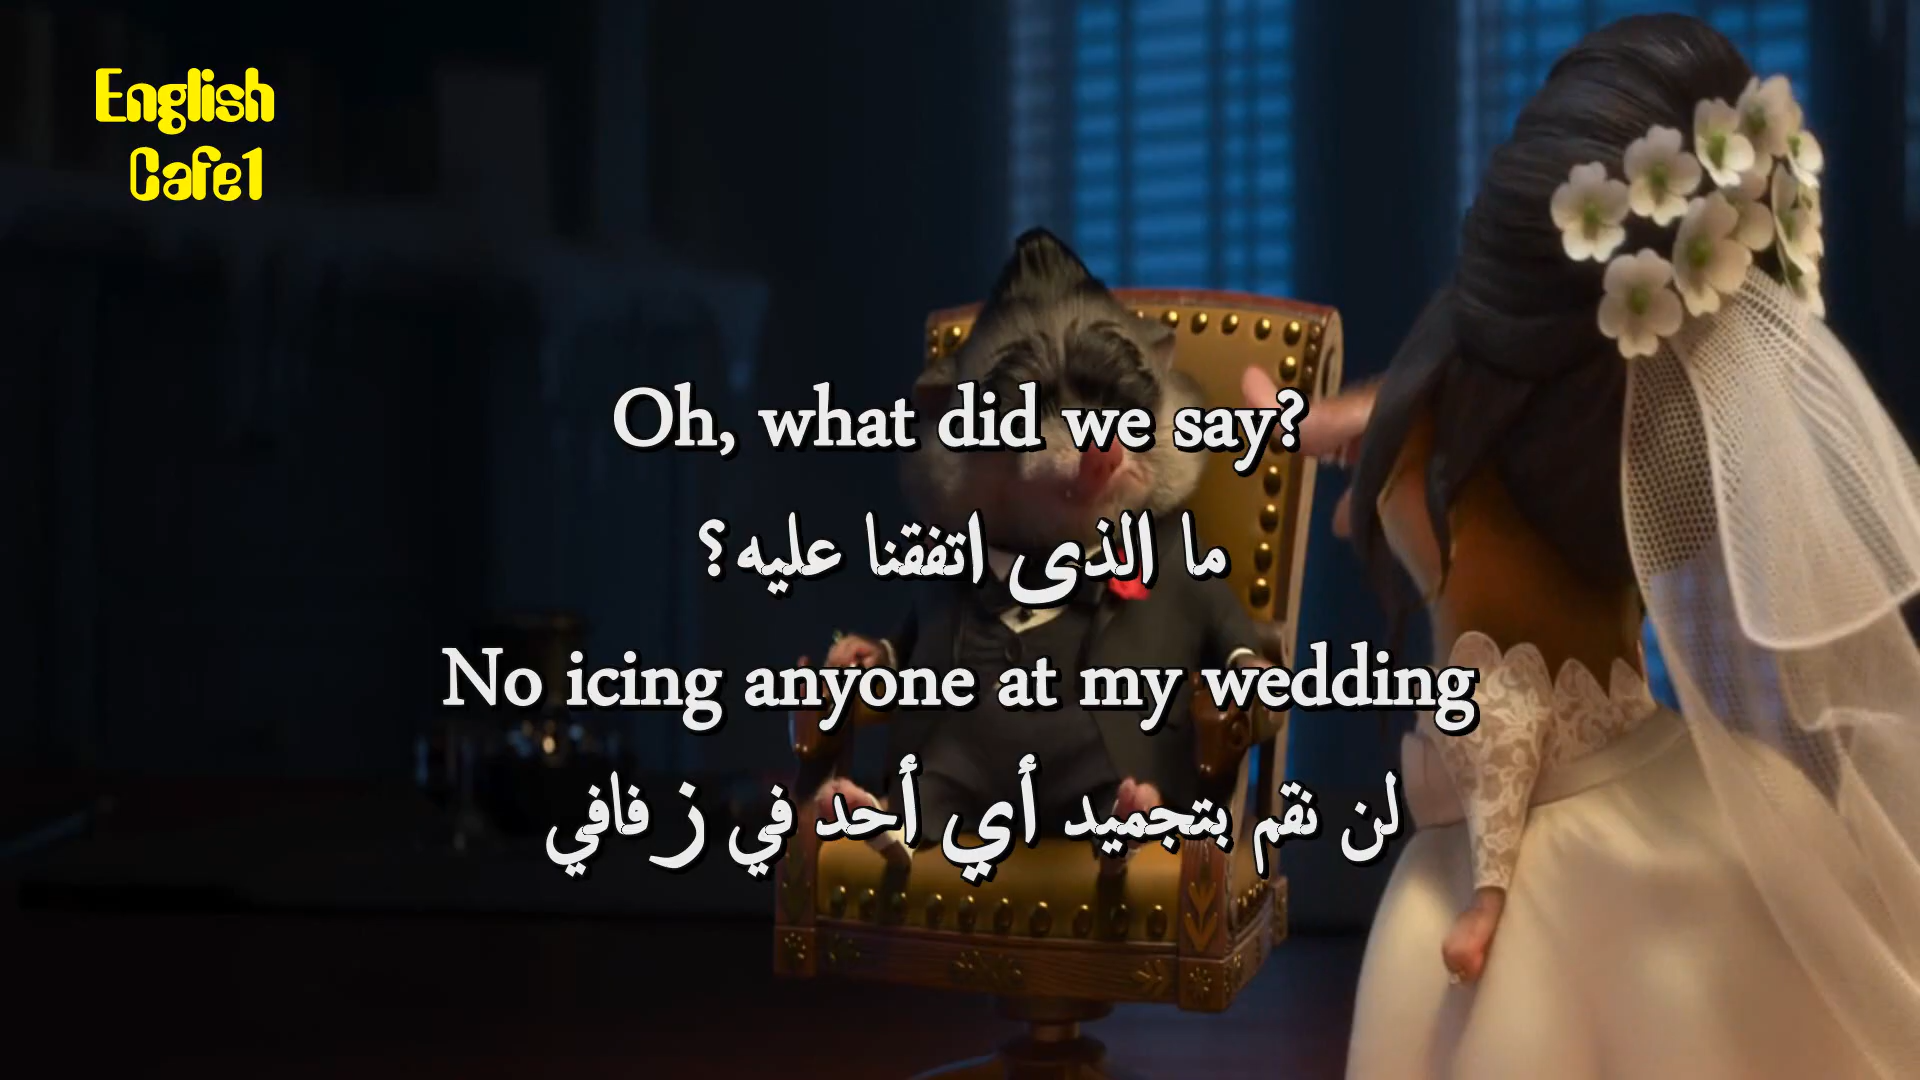 English
Cafe1
Oh, what did we say?
ما الذى اتفقنا عليه؟
No icing anyone at my wedding
لن نقم بتجميد أي أحد في زفافي